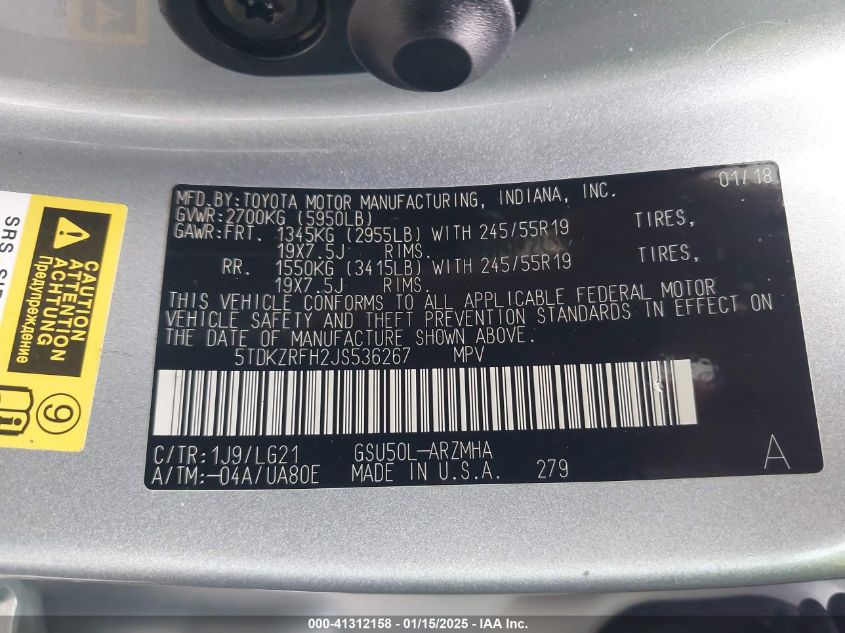 MFD.BY:TOYOTA MOTOR MANUFACTURING, INDIANA, INC. 01/18
GVWR:2700KG (5950LB)
GAWR:FRT. 1345KG (2955LB) WITH 245/55R19 TIRES,
19X7.5J RIMS.
RR. 1550KG (3415LB) WITH 245/55R19 TIRES,
19X7.5J RIMS.
THIS VEHICLE CONFORMS TO ALL APPLICABLE FEDERAL MOTOR
VEHICLE SAFETY AND THEFT PREVENTION STANDARDS IN EFFECT ON
THE DATE OF MANUFACTURE SHOWN ABOVE.
5TDKZRFH2JS536267 MPV
C/TR:1J9/LG21 GSU50L-ARZMHA
A/TM:-04A/UA80E MADE IN U.S.A. 279 A
CAUTION
ATTENTION
ACHTUNG
Предупреждение
SRS
9
000-41312158 - 01/15/2025 - IAA Inc.